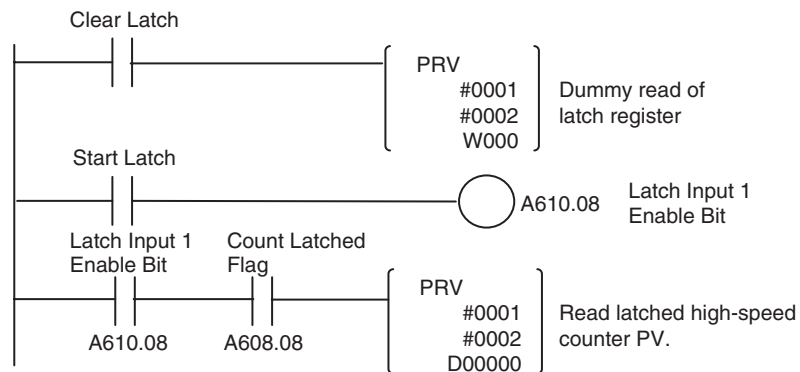 Clear Latch
PRV
#0001
#0002
W000
Dummy read of
latch register
Start Latch
A610.08
Latch Input 1
Enable Bit
Latch Input 1
Enable Bit
Count Latched
Flag
A610.08
A608.08
PRV
#0001
#0002
D00000
Read latched high-speed
counter PV.